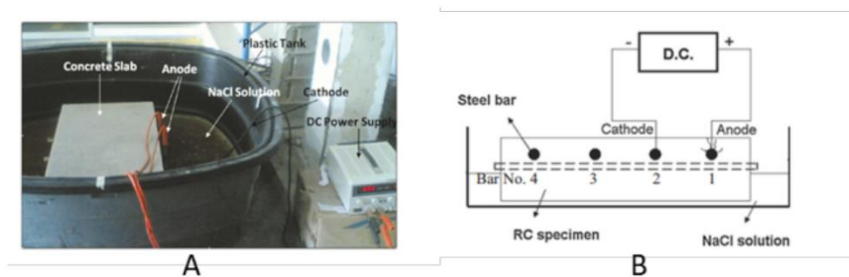 Plastic Tank
Concrete Slab
Anode
NaCl Solution
Cathode
DC Power Supply
A
- D.C. +
Steel bar
Cathode
Anode
Bar No. 4 3 2 1
RC specimen
NaCl solution
B